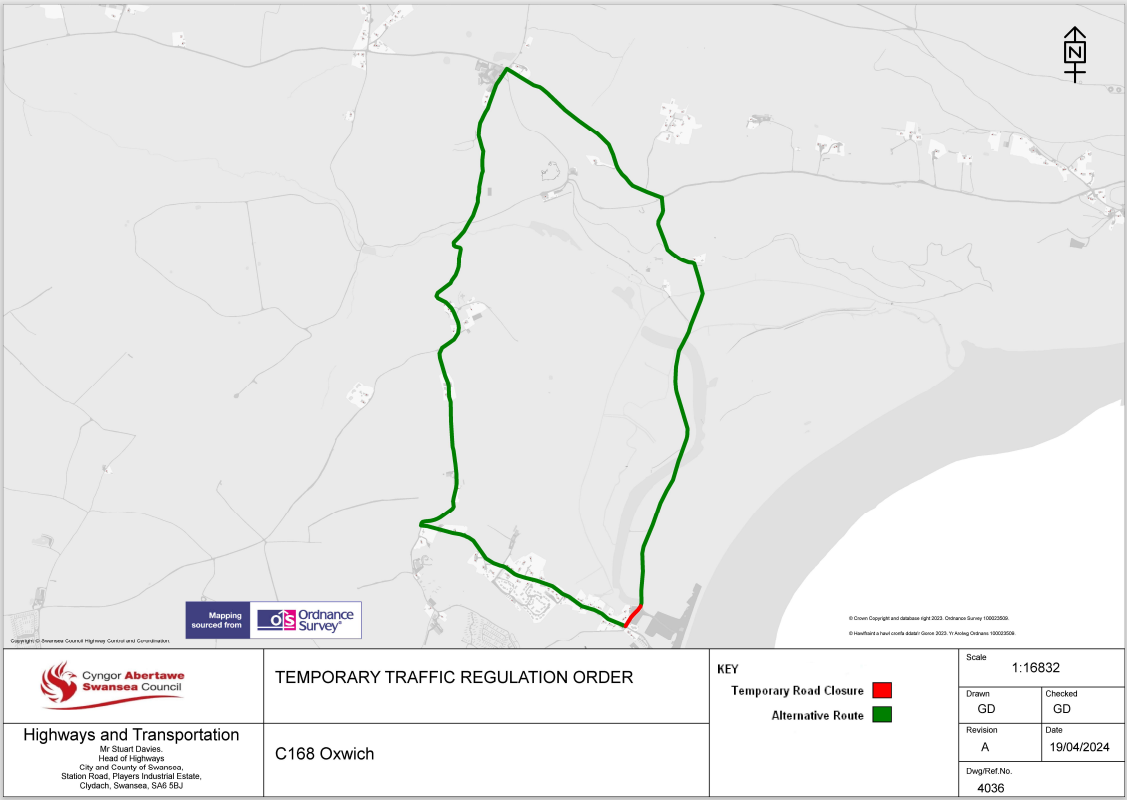 N
Mapping
sourced from
OS Ordnance
Survey®
Copyright © Swansea Council Highway Control and Co-ordination.
© Crown Copyright and database right 2023. Ordnance Survey 100023509.
© Hawlfraint a hawl cronfa ddata'r Goron 2023. Yr Arolwg Ordnans 100023509.
Cyngor Abertawe
Swansea Council
TEMPORARY TRAFFIC REGULATION ORDER
Highways and Transportation
Mr Stuart Davies.
Head of Highways
City and County of Swansea,
Station Road, Players Industrial Estate,
Clydach, Swansea, SA6 5BJ
C168 Oxwich
KEY
Temporary Road Closure
Alternative Route
Scale
1:16832
Drawn
GD
Checked
GD
Revision
A
Date
19/04/2024
Dwg/Ref.No.
4036